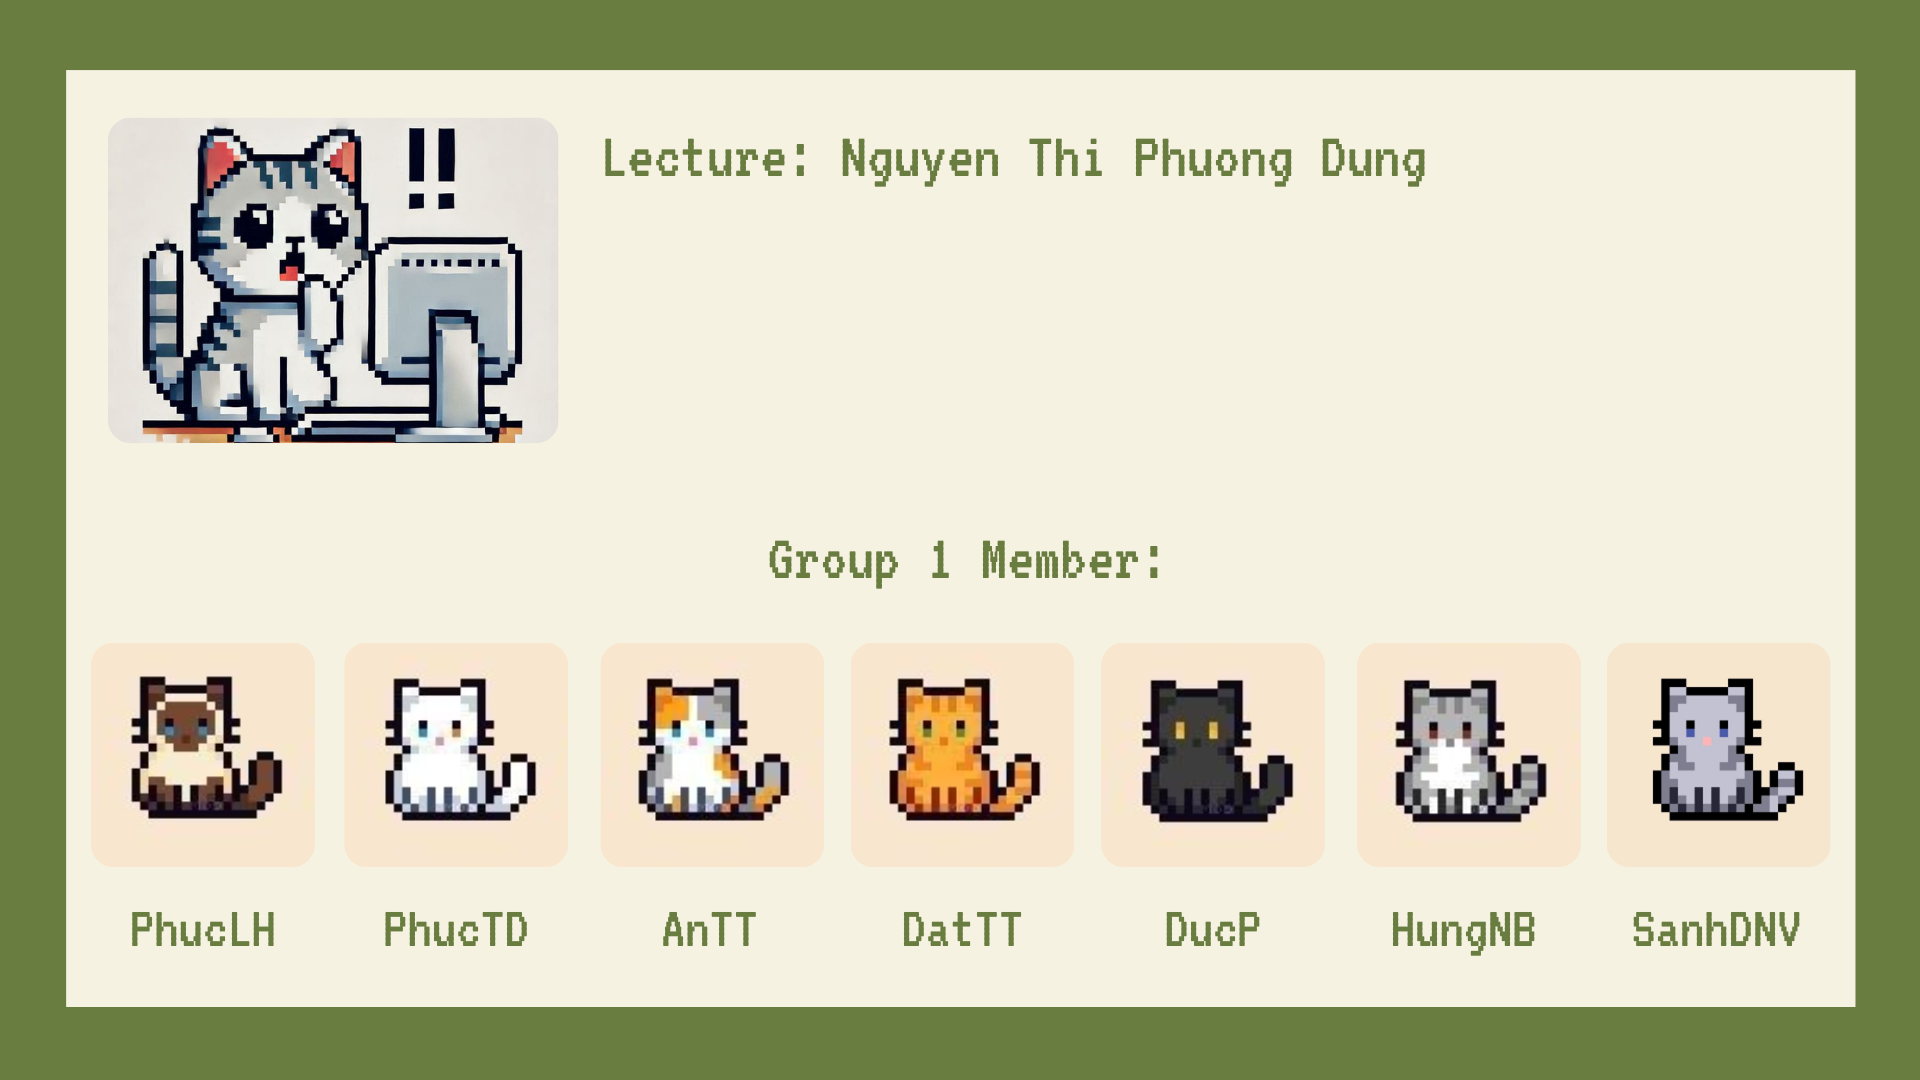 !!
Lecture: Nguyen Thi Phuong Dung
Group 1 Member:
PhucLH PhucTD AnTT DatTT DucP HungNB SanhDNV